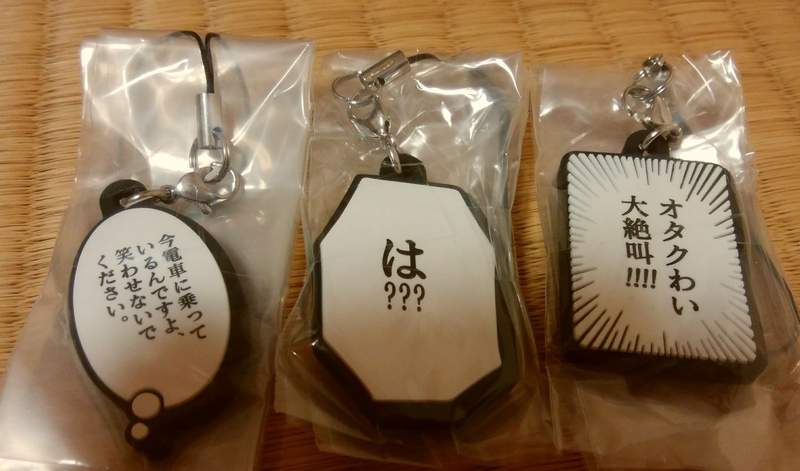 今電車に乗って
いるんですよ、
笑わせないで
ください。
は
???
オタクわい
大絶叫!!!!